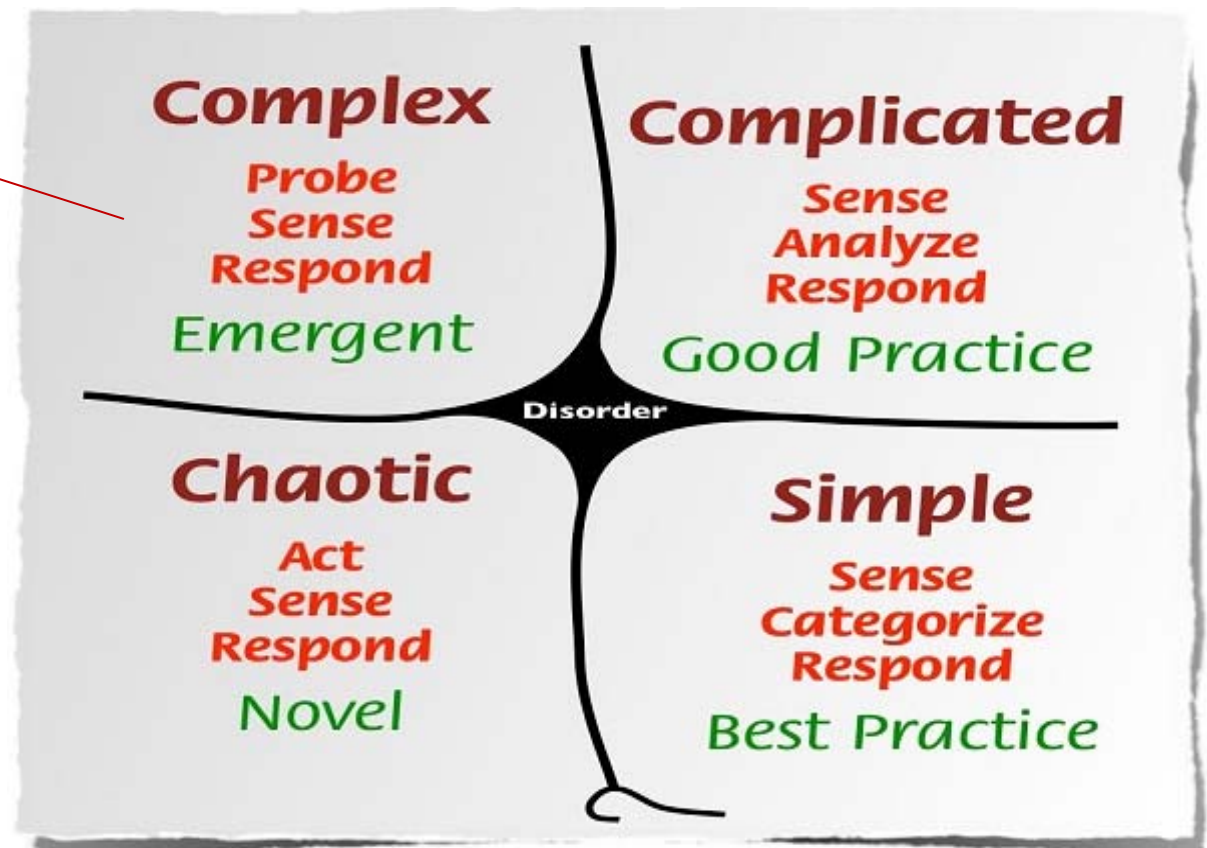 Complex
Probe
Sense
Respond
Emergent
Complicated
Sense
Analyze
Respond
Good Practice
Disorder
Chaotic
Act
Sense
Respond
Novel
Simple
Sense
Categorize
Respond
Best Practice